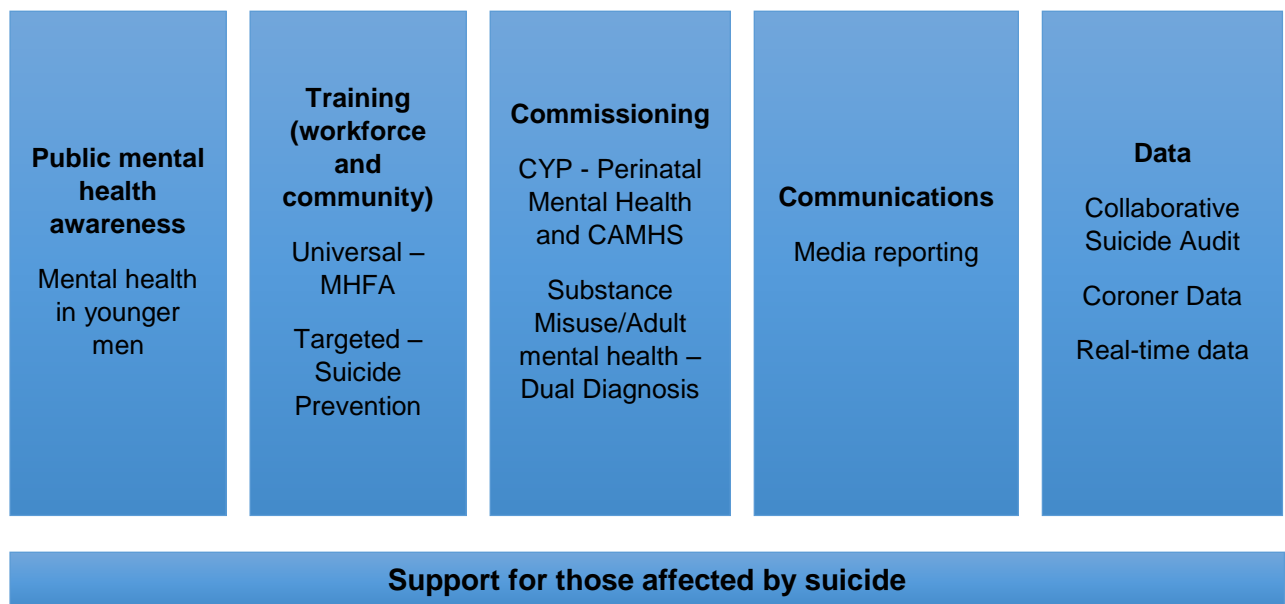 Public mental
health
awareness
Mental health
in younger
men
Training
(workforce
and
community)
Universal –
MHFA
Targeted –
Suicide
Prevention
Commissioning
CYP - Perinatal
Mental Health
and CAMHS
Substance
Misuse/Adult
mental health –
Dual Diagnosis
Communications
Media reporting
Data
Collaborative
Suicide Audit
Coroner Data
Real-time data
Support for those affected by suicide